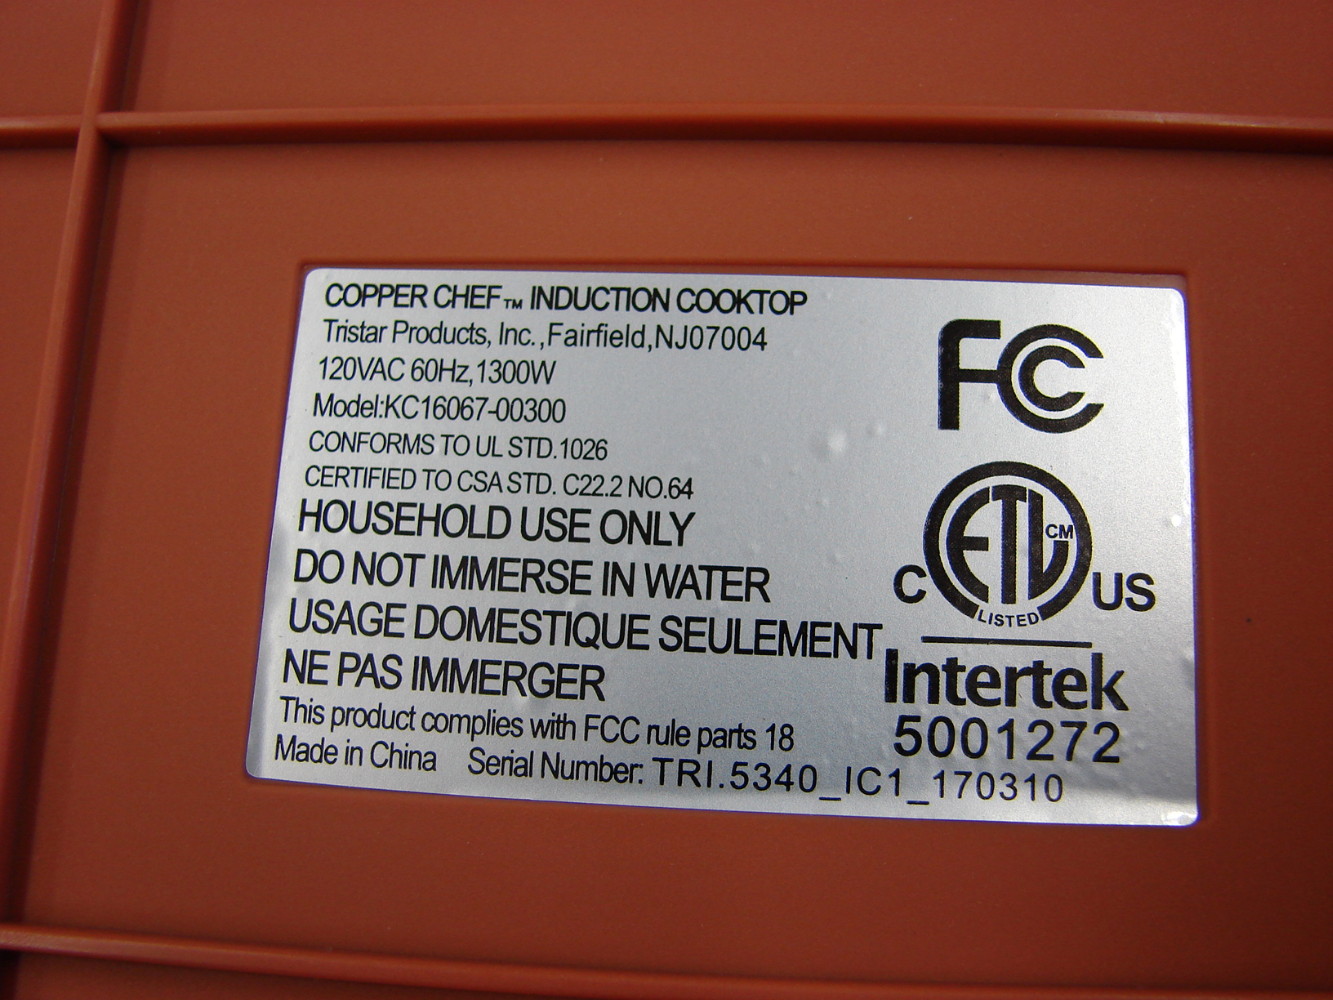 COPPER CHEF™ INDUCTION COOKTOP
Tristar Products, Inc.,Fairfield,NJ07004
120VAC 60Hz,1300W
Model:KC16067-00300
CONFORMS TO UL STD.1026
CERTIFIED TO CSA STD. C22.2 NO.64
HOUSEHOLD USE ONLY
DO NOT IMMERSE IN WATER
USAGE DOMESTIQUE SEULEMENT
NE PAS IMMERGER
This product complies with FCC rule parts 18
Made in China Serial Number: TRI.5340_IC1_170310
FC
ETL CM
C US
LISTED
Intertek
5001272